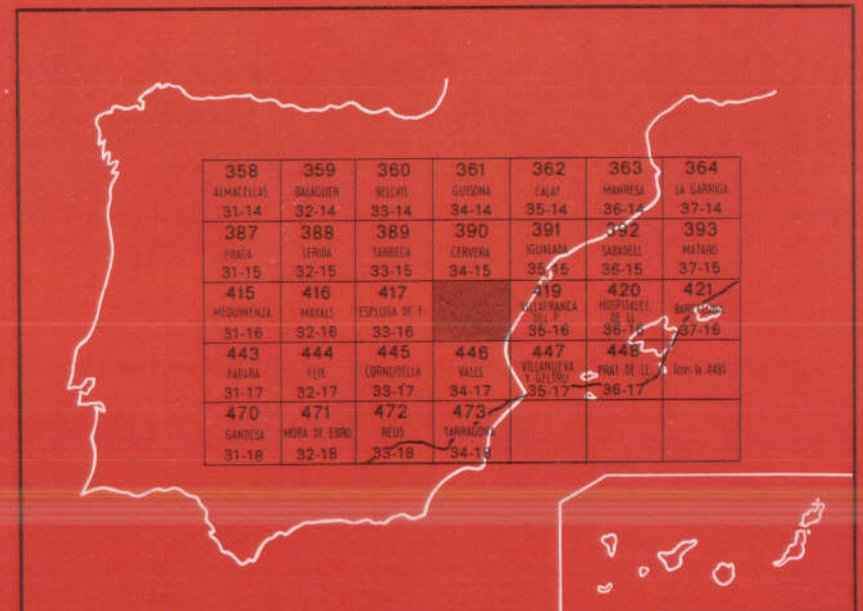 358 359 360 361 362 363 364
ALMACELLAS BALAGUER BELLVIS GUISONA CALAF MANRESA LA GARRIGA
31-14 32-14 33-14 34-14 35-14 36-14 37-14
387 388 389 390 391 392 393
FRAGA LERIDA TARREGA CERVERA IGUALADA SABADELL MATARO
31-15 32-15 33-15 34-15 35-15 36-15 37-15
415 416 417 419 420 421
MEQUINENZA MAYALS ESPLUGA DE F. VILLAFRANCA DEL P. HOSPITALET. DE LL. BARCELONA
31-16 32-16 33-16 35-16 36-16 37-16
443 444 445 446 447 448
FABARA FLIX CORNUDELLA VALLS VILLANUEVA Y GELTRU PRAT DE LL. (con la 448)
31-17 32-17 33-17 34-17 35-17 36-17
470 471 472 473
GANDESA MORA DE EBRO REUS TARRAGONA
31-18 32-18 33-18 34-18